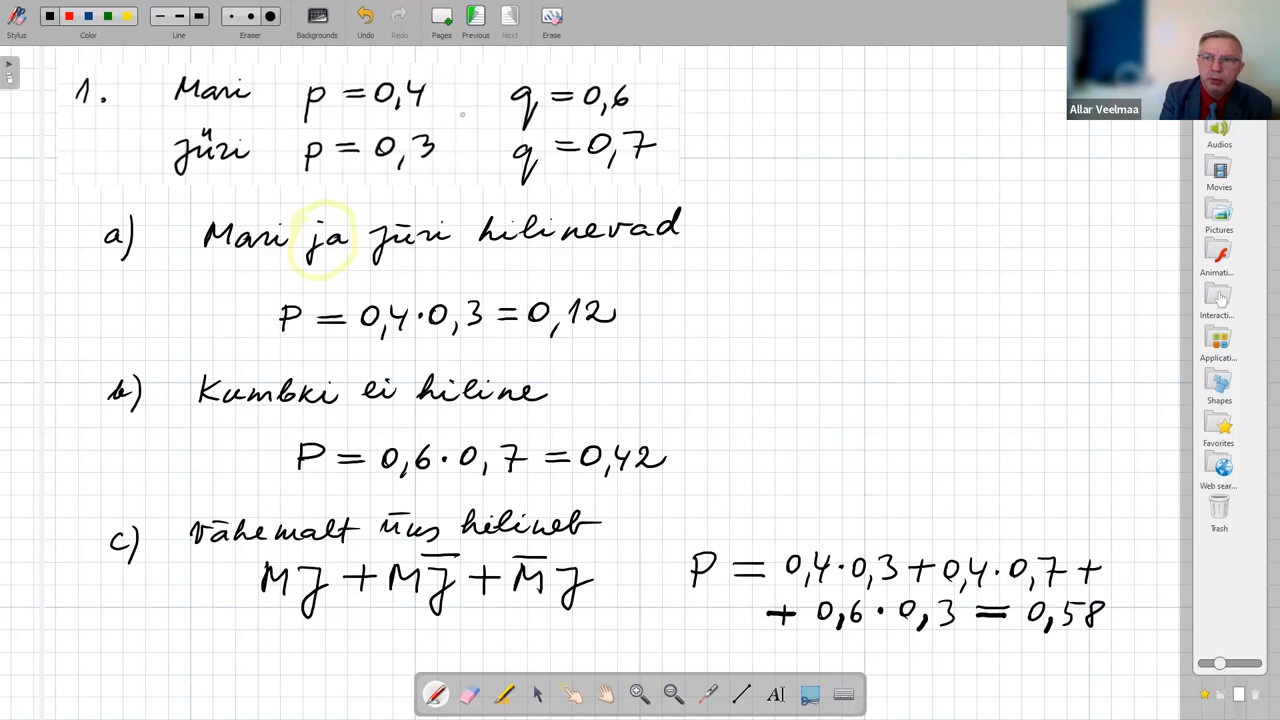 Stylus Color Line Eraser Backgrounds Undo Redo Pages Previous Next Erase
Allar Veelmaa
1. Mari p = 0,4 q = 0,6
Jüri p = 0,3 q = 0,7
a) Mari ja Jüri hilinevad
P = 0,4 · 0,3 = 0,12
b) Kumbki ei hiline
P = 0,6 · 0,7 = 0,42
c) Vähemalt üks hilineb
MJ + MJ̅ + M̅J
P = 0,4 · 0,3 + 0,4 · 0,7 +
+ 0,6 · 0,3 = 0,58
Audios
Movies
Pictures
Animati...
Interacti...
Applicati...
Shapes
Favorites
Web sear...
Trash
AI